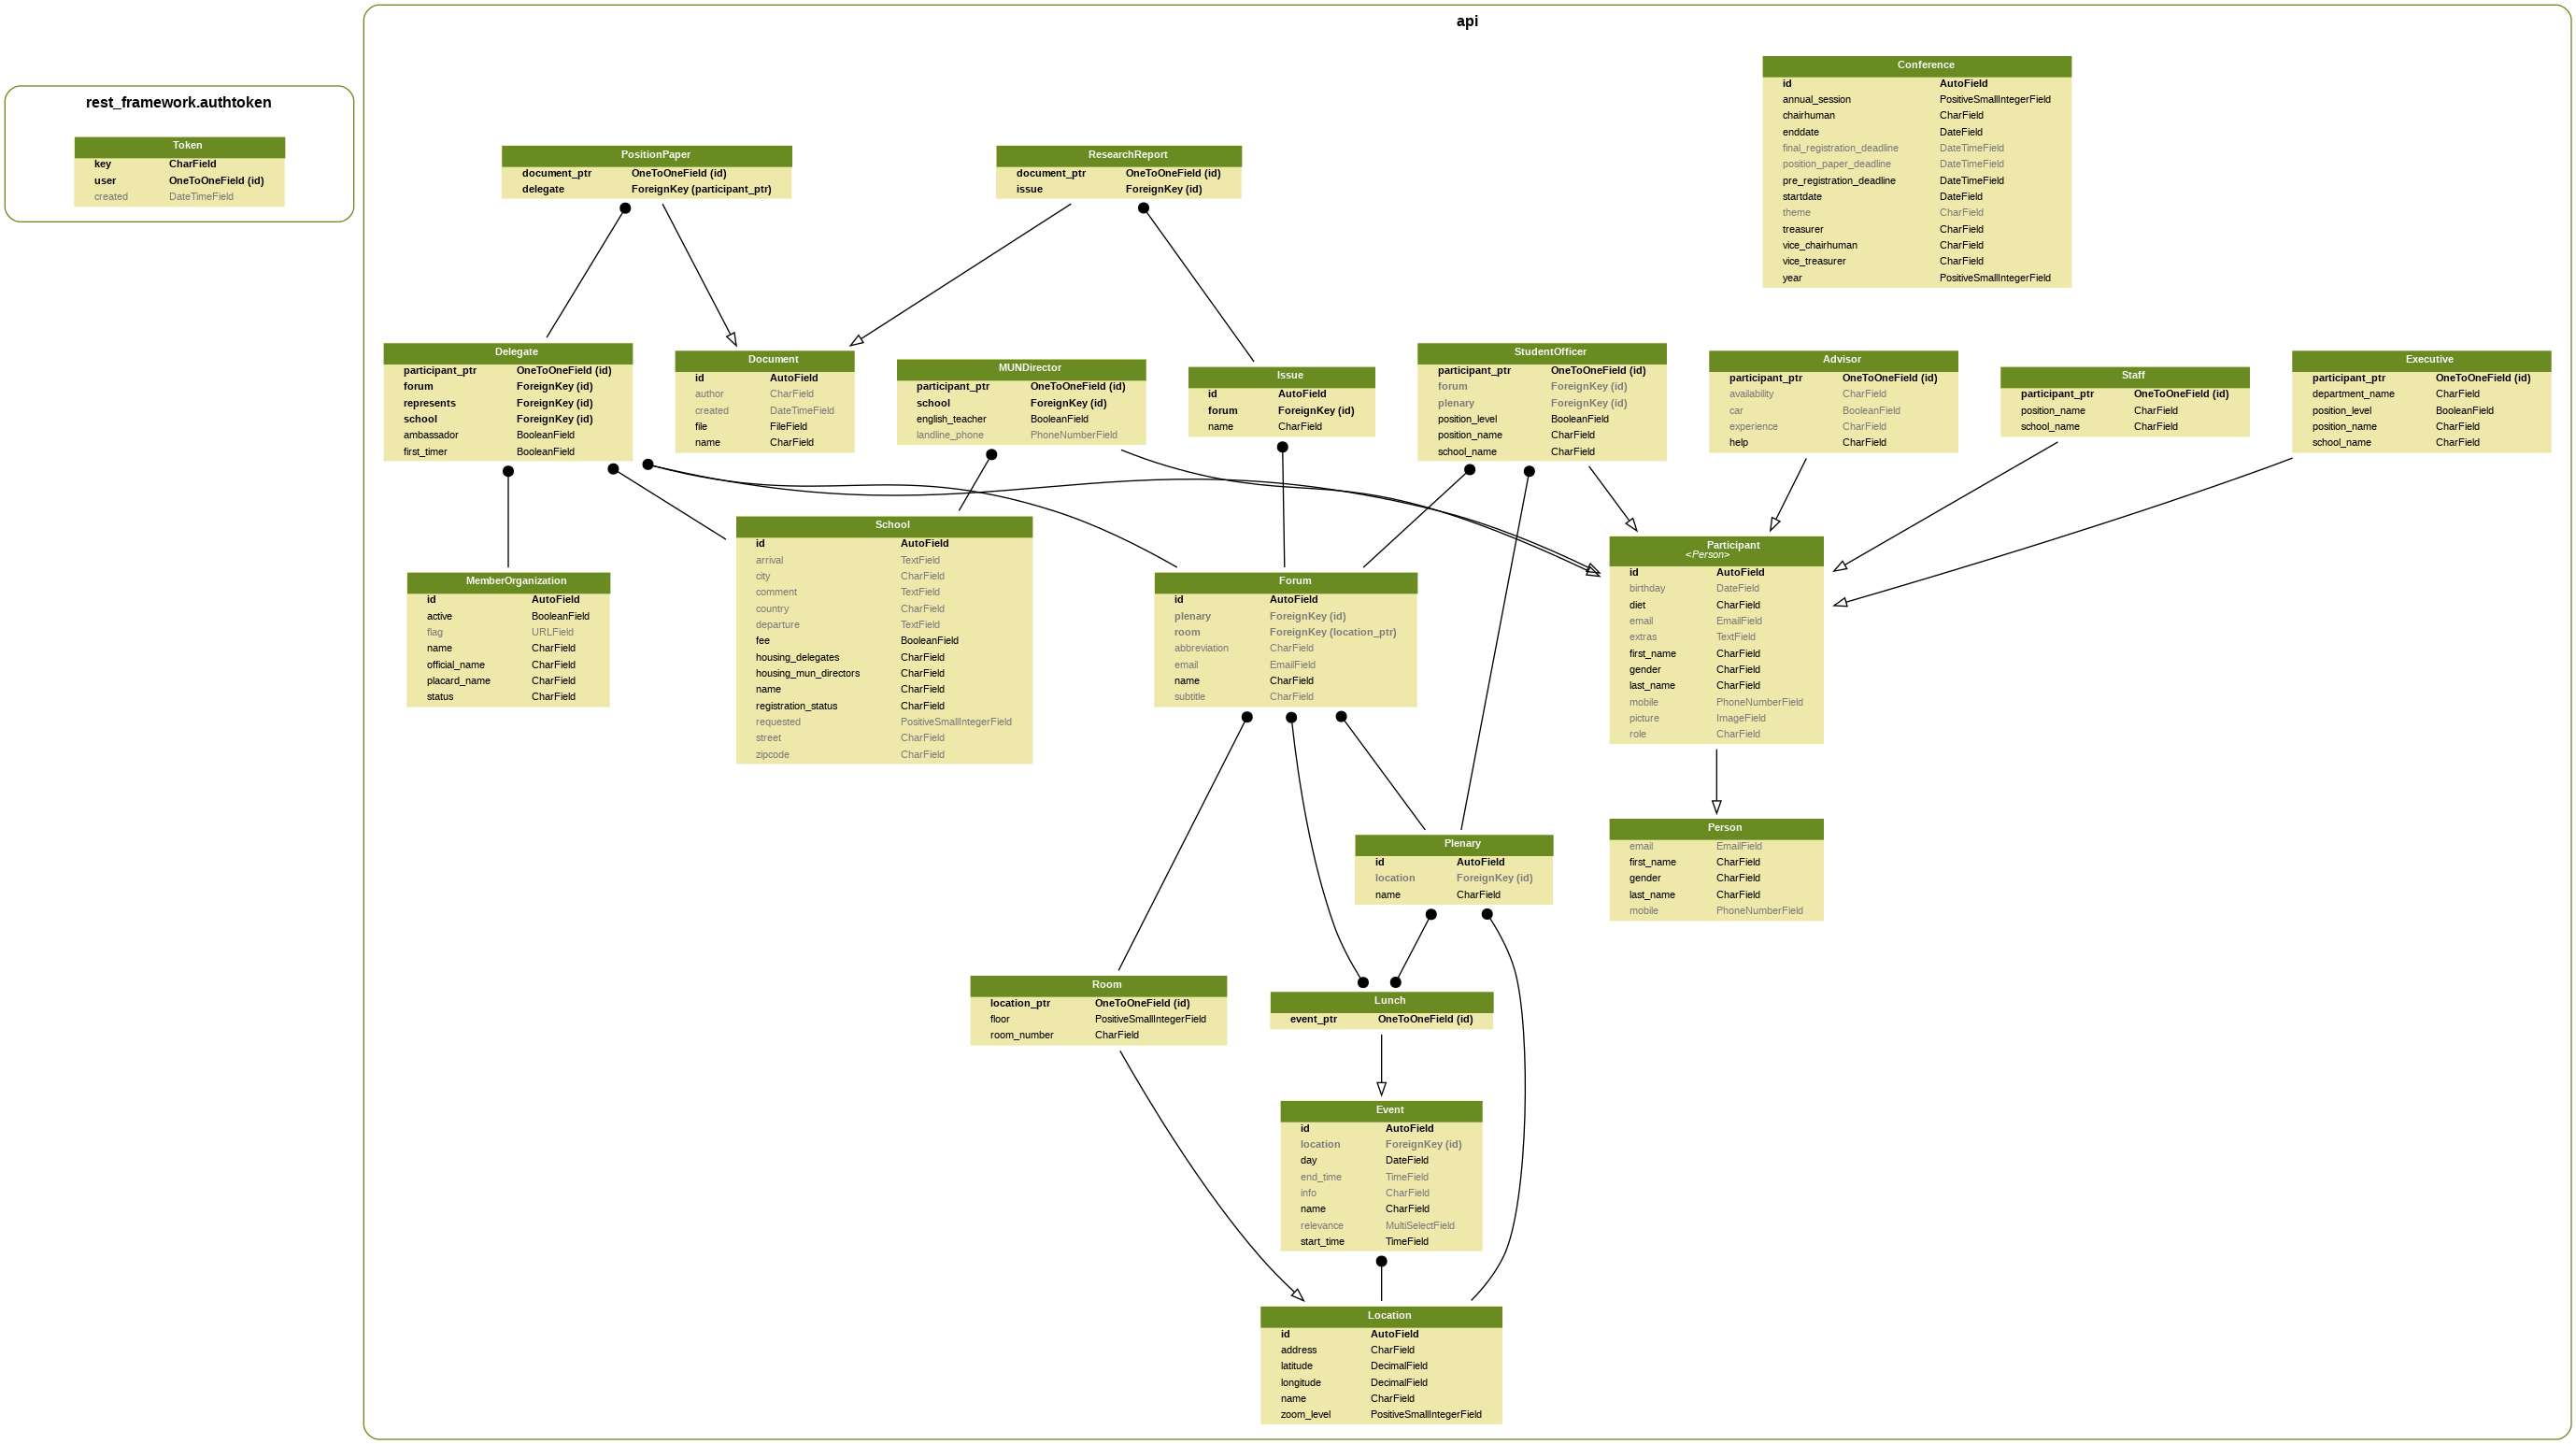 api
rest_framework.authtoken
Token
key CharField
user OneToOneField (id)
created DateTimeField
Conference
id AutoField
annual_session PositiveSmallIntegerField
chairhuman CharField
enddate DateField
final_registration_deadline DateTimeField
position_paper_deadline DateTimeField
pre_registration_deadline DateTimeField
startdate DateField
theme CharField
treasurer CharField
vice_chairhuman CharField
vice_treasurer CharField
year PositiveSmallIntegerField
PositionPaper
document_ptr OneToOneField (id)
delegate ForeignKey (participant_ptr)
ResearchReport
document_ptr OneToOneField (id)
issue ForeignKey (id)
Delegate
participant_ptr OneToOneField (id)
forum ForeignKey (id)
represents ForeignKey (id)
school ForeignKey (id)
ambassador BooleanField
first_timer BooleanField
Document
id AutoField
author CharField
created DateTimeField
file FileField
name CharField
MUNDirector
participant_ptr OneToOneField (id)
school ForeignKey (id)
english_teacher BooleanField
landline_phone PhoneNumberField
Issue
id AutoField
forum ForeignKey (id)
name CharField
StudentOfficer
participant_ptr OneToOneField (id)
forum ForeignKey (id)
plenary ForeignKey (id)
position_level BooleanField
position_name CharField
school_name CharField
Advisor
participant_ptr OneToOneField (id)
availability CharField
car BooleanField
experience CharField
help CharField
Staff
participant_ptr OneToOneField (id)
position_name CharField
school_name CharField
Executive
participant_ptr OneToOneField (id)
department_name CharField
position_level BooleanField
position_name CharField
school_name CharField
MemberOrganization
id AutoField
active BooleanField
flag URLField
name CharField
official_name CharField
placard_name CharField
status CharField
School
id AutoField
arrival TextField
city CharField
comment TextField
country CharField
departure TextField
fee BooleanField
housing_delegates CharField
housing_mun_directors CharField
name CharField
registration_status CharField
requested PositiveSmallIntegerField
street CharField
zipcode CharField
Forum
id AutoField
plenary ForeignKey (id)
room ForeignKey (location_ptr)
abbreviation CharField
email EmailField
name CharField
subtitle CharField
Participant
<Person>
id AutoField
birthday DateField
diet CharField
email EmailField
extras TextField
first_name CharField
gender CharField
last_name CharField
mobile PhoneNumberField
picture ImageField
role CharField
Plenary
id AutoField
location ForeignKey (id)
name CharField
Person
email EmailField
first_name CharField
gender CharField
last_name CharField
mobile PhoneNumberField
Room
location_ptr OneToOneField (id)
floor PositiveSmallIntegerField
room_number CharField
Lunch
event_ptr OneToOneField (id)
Event
id AutoField
location ForeignKey (id)
day DateField
end_time TimeField
info CharField
name CharField
relevance MultiSelectField
start_time TimeField
Location
id AutoField
address CharField
latitude DecimalField
longitude DecimalField
name CharField
zoom_level PositiveSmallIntegerField